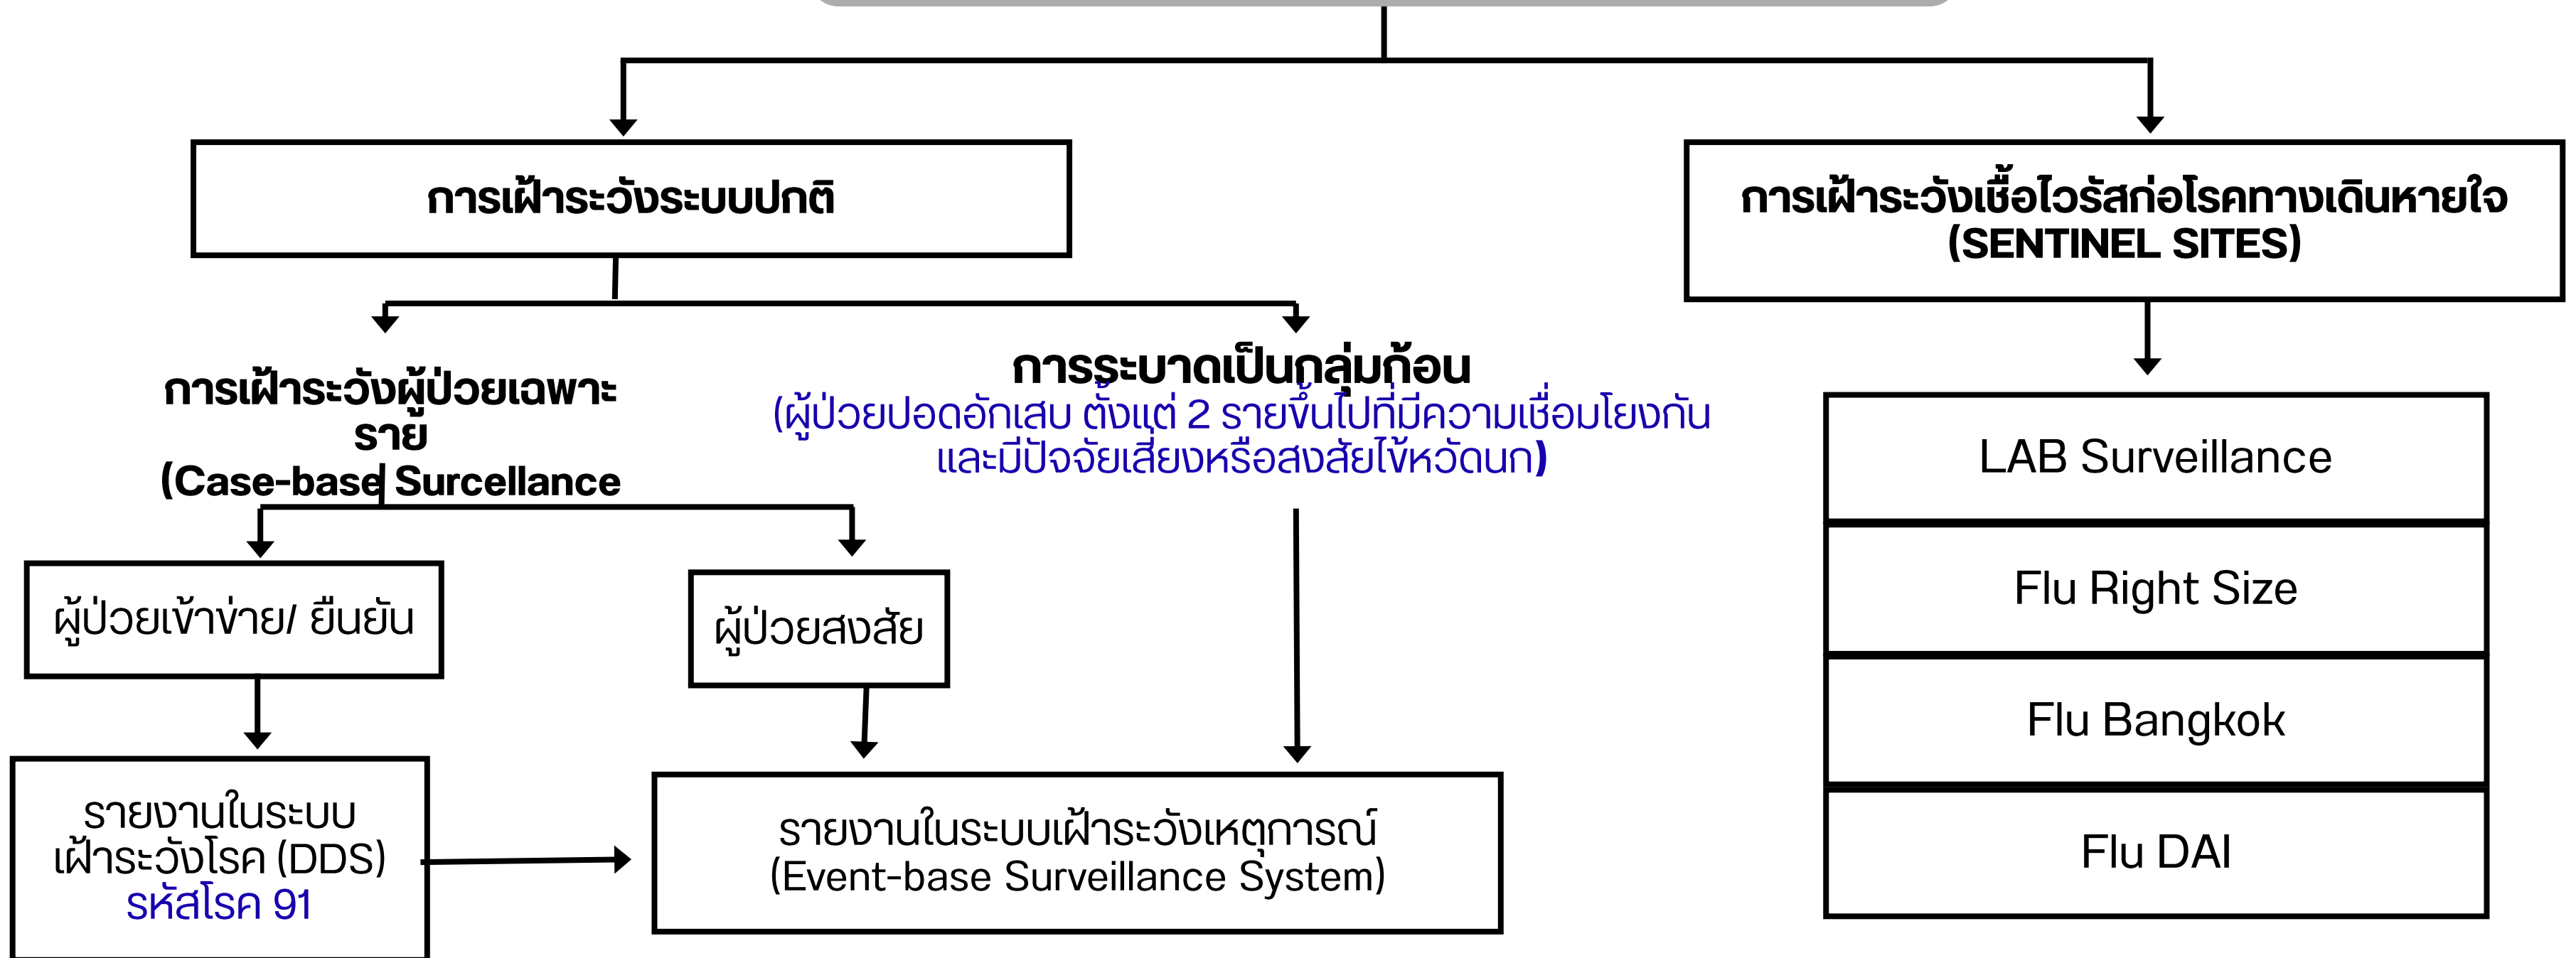 การเฝ้าระวังระบบปกติ
การเฝ้าระวังเชื้อไวรัสก่อโรคทางเดินหายใจ
(SENTINEL SITES)
การเฝ้าระวังผู้ป่วยเฉพาะ
ราย
(Case-base Surcellance
การระบาดเป็นกลุ่มก้อน
(ผู้ป่วยปอดอักเสบ ตั้งแต่ 2 รายขึ้นไปที่มีความเชื่อมโยงกัน
และมีปัจจัยเสี่ยงหรือสงสัยไข้หวัดนก)
ผู้ป่วยเข้าข่าย/ ยืนยัน
ผู้ป่วยสงสัย
รายงานในระบบ
เฝ้าระวังโรค (DDS)
รหัสโรค 91
รายงานในระบบเฝ้าระวังเหตุการณ์
(Event-base Surveillance System)
LAB Surveillance
Flu Right Size
Flu Bangkok
Flu DAI